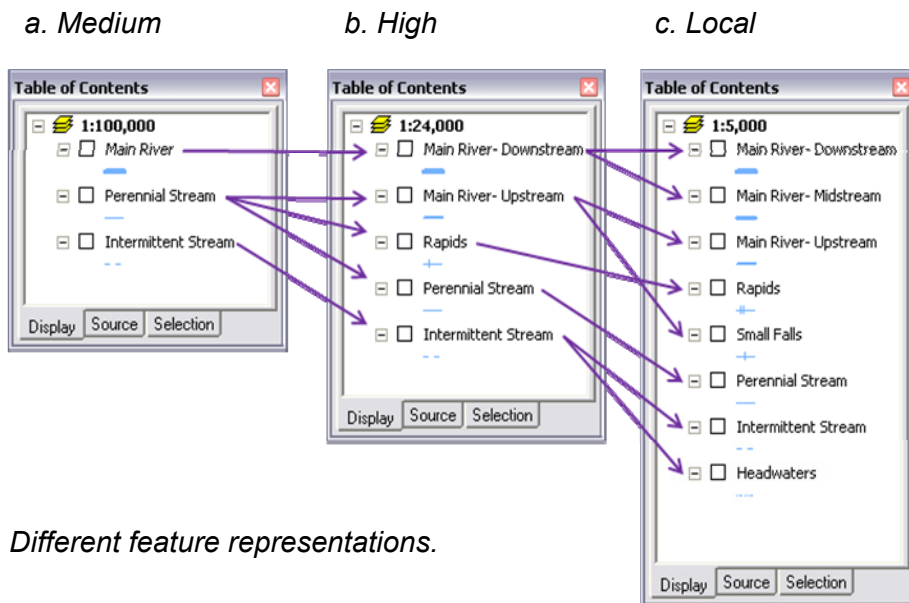 a. Medium
b. High
c. Local
Table of Contents
1:100,000
Main River
Perennial Stream
Intermittent Stream
Display Source Selection
Table of Contents
1:24,000
Main River- Downstream
Main River- Upstream
Rapids
Perennial Stream
Intermittent Stream
Display Source Selection
Table of Contents
1:5,000
Main River- Downstream
Main River- Midstream
Main River- Upstream
Rapids
Small Falls
Perennial Stream
Intermittent Stream
Headwaters
Display Source Selection
Different feature representations.